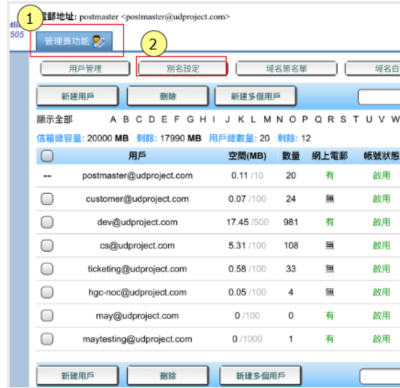 1
電郵地址: postmaster <postmaster@udproject.com>
505
管理員功能
2
用戶管理 別名設定 域名黑名單 域名白
新建用戶 刪除 新建多個用戶
顯示全部 A B C D E F G H I J K L M N O P Q R S T U V W
信箱總容量: 20000 MB 剩餘: 17990 MB 用戶總數量: 20 剩餘: 12
用戶 空間(MB) 數量 網上電郵 帳號狀態
-- postmaster@udproject.com 0.11 /10 20 有 啟用
customer@udproject.com 0.07 /100 24 無 啟用
dev@udproject.com 17.45 /500 981 有 啟用
cs@udproject.com 5.31 /100 108 無 啟用
ticketing@udproject.com 0.58 /100 33 無 啟用
hgc-noc@udproject.com 0.05 /100 4 無 啟用
may@udproject.com 0 /100 0 有 啟用
maytesting@udproject.com 0 /1000 1 有 啟用
新建用戶 刪除 新建多個用戶